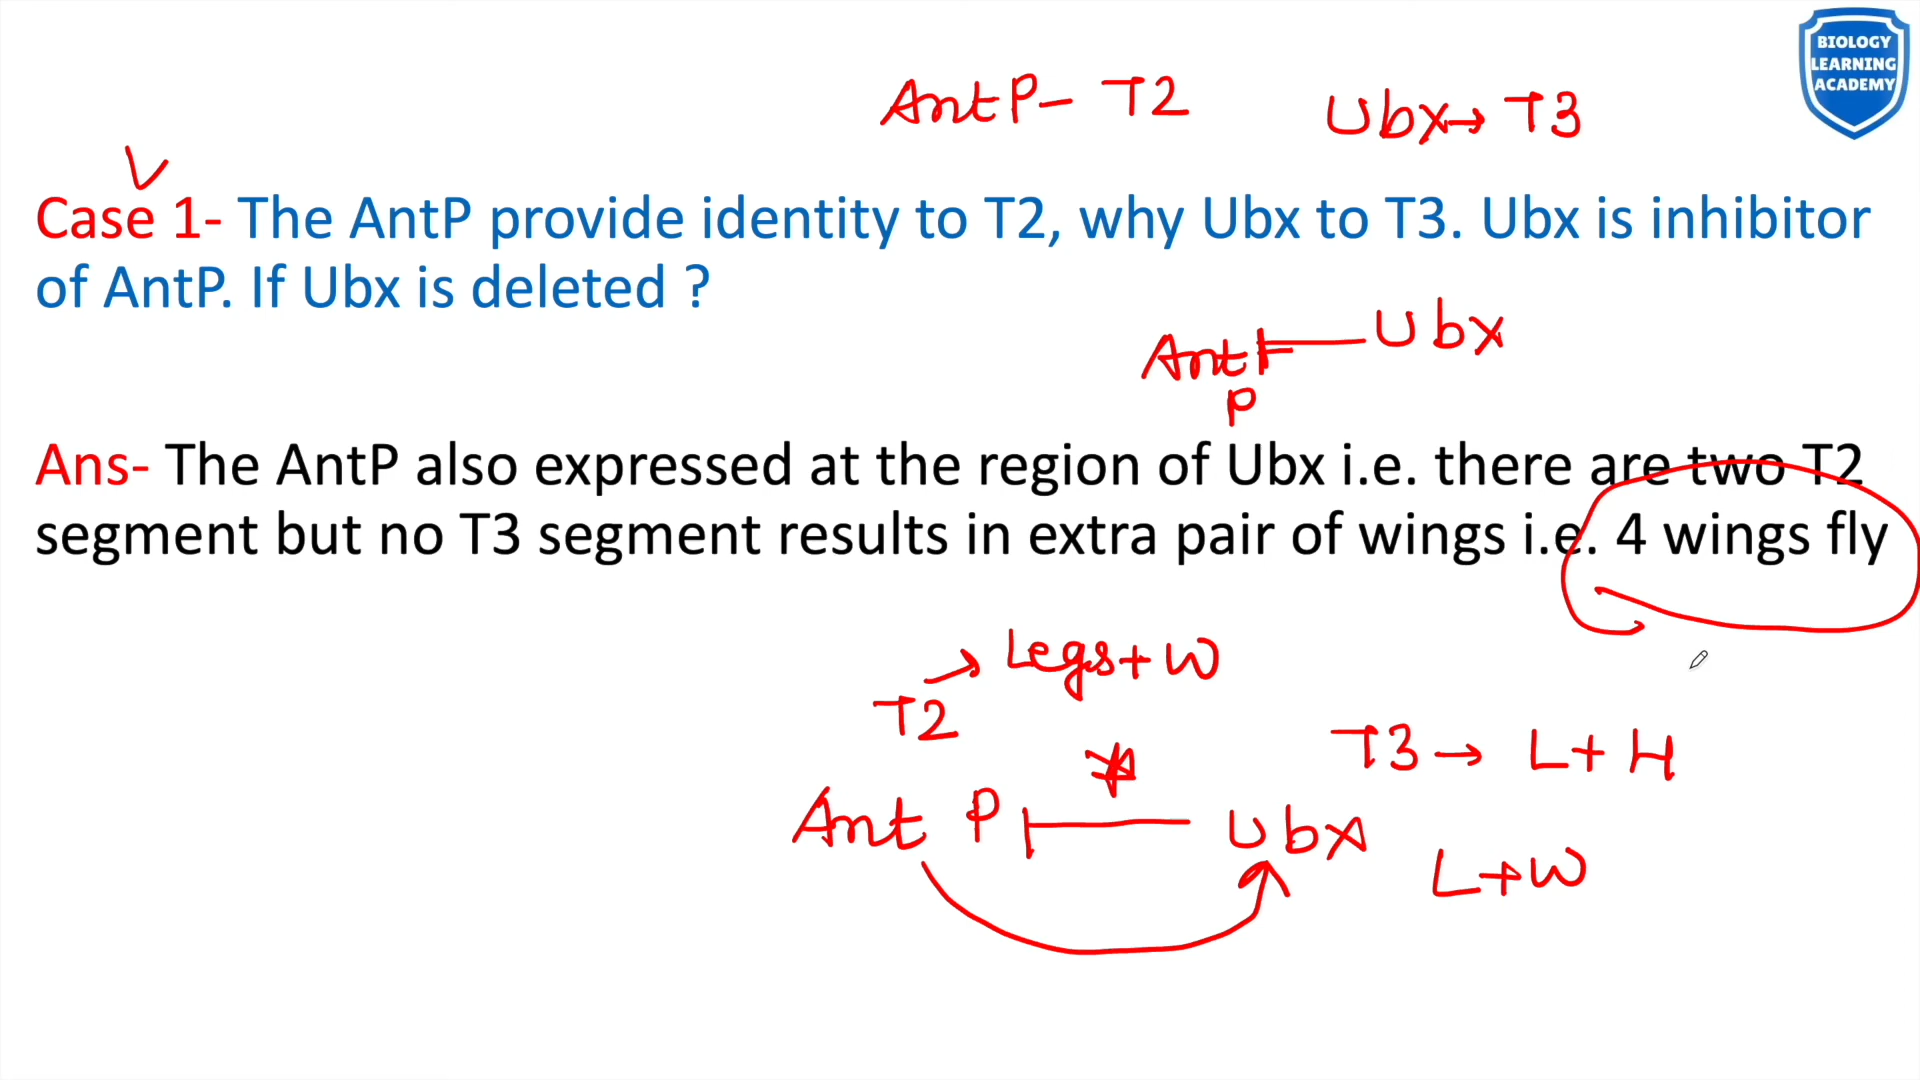 BIOLOGY
LEARNING
ACADEMY
AntP- T2
Ubx→ T3
Case 1- The AntP provide identity to T2, why Ubx to T3. Ubx is inhibitor
of AntP. If Ubx is deleted ?
Ant
P
Ubx
Ans- The AntP also expressed at the region of Ubx i.e. there are two T2
segment but no T3 segment results in extra pair of wings i.e. 4 wings fly
→ Legs+W
T2
T3 → L+H
Ant P
Ubx
L+W